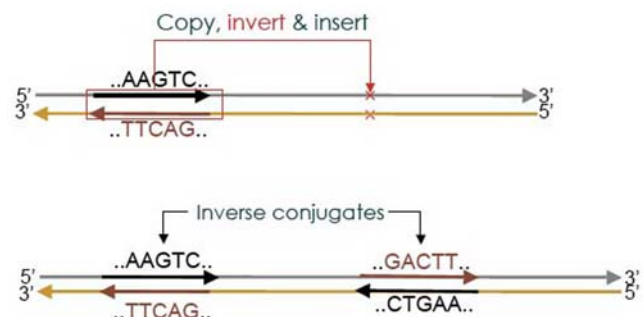 Copy, invert & insert
..AAGTC..
5' 3'
3' 5'
..TTCAG..
Inverse conjugates
..AAGTC.. ..GACTT..
5' 3'
3' 5'
..TTCAG.. ..CTGAA..